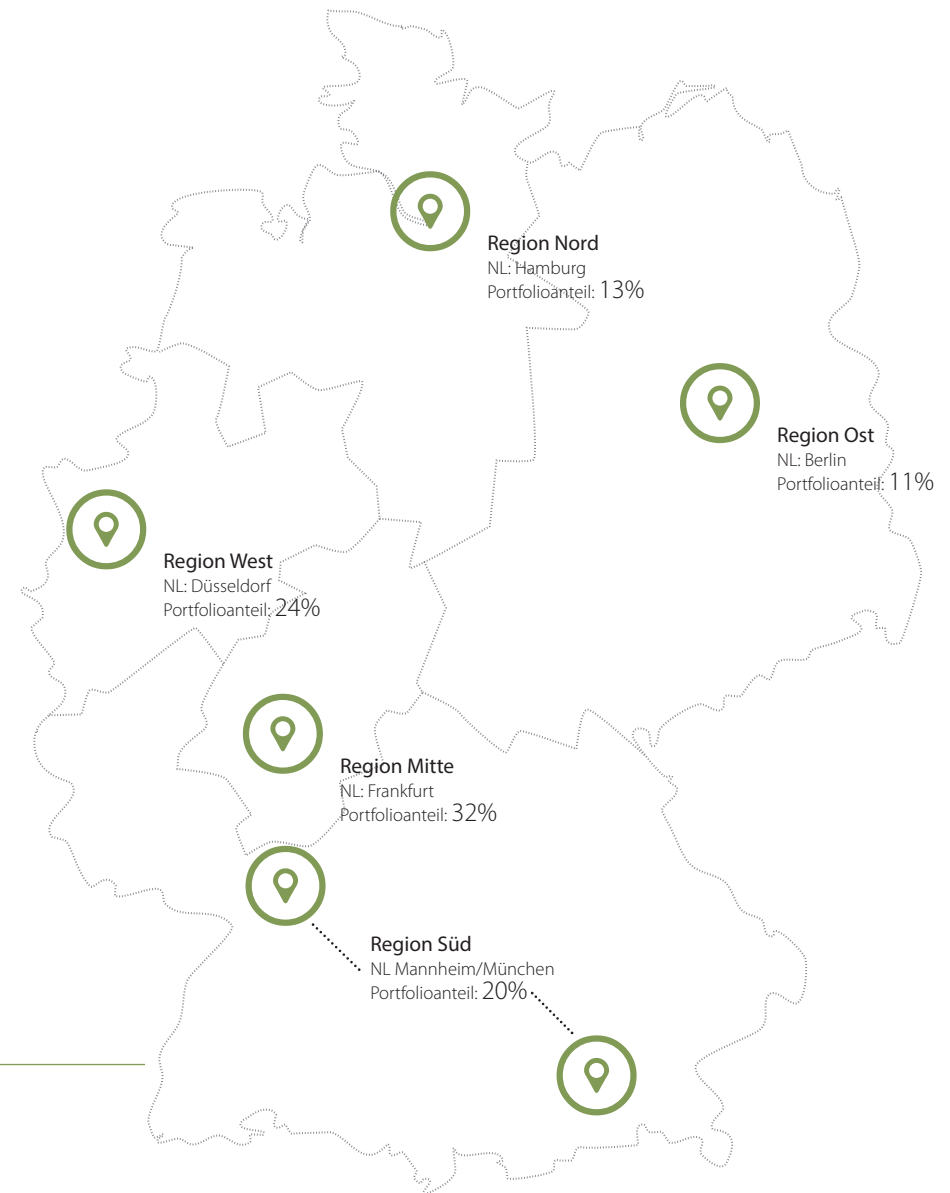 Region Nord
NL: Hamburg
Portfolioanteil: 13%
Region Ost
NL: Berlin
Portfolioanteil: 11%
Region West
NL: Düsseldorf
Portfolioanteil: 24%
Region Mitte
NL: Frankfurt
Portfolioanteil: 32%
Region Süd
NL Mannheim/München
Portfolioanteil: 20%